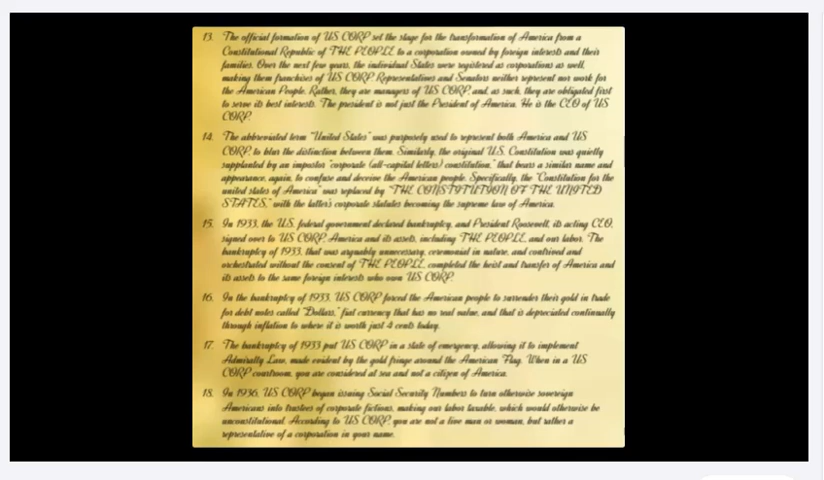 13. The official formation of US CORP set the stage for the transformation of America from a
Constitutional Republic of THE PEOPLE to a corporation owned by foreign interests and their
families. Over the next few years, the individual States were registered as corporations as well,
making them franchises of US CORP. Representatives and Senators neither represent nor work for
the American People. Rather, they are managers of US CORP, and, as such, they are obligated first
to serve its best interests. The president is not just the President of America. He is the CEO of US
CORP.
14. The abbreviated term "United States" was purposely used to represent both America and US
CORP, to blur the distinction between them. Similarly, the original U.S. Constitution was quietly
supplanted by an impostor "corporate (all-capital letters) constitution," that bears a similar name and
appearance, again, to confuse and deceive the American people. Specifically, the "Constitution for the
united states of America" was replaced by "THE CONSTITUTION OF THE UNITED
STATES," with the latter's corporate statutes becoming the supreme law of America.
15. In 1933, the U.S. federal government declared bankruptcy, and President Roosevelt, its acting CEO,
signed over to US CORP, America and its assets, including THE PEOPLE, and our labor. The
bankruptcy of 1933, that was arguably unnecessary, ceremonial in nature, and contrived and
orchestrated without the consent of THE PEOPLE, completed the heist and transfer of America and
its assets to the same foreign interests who own US CORP.
16. In the bankruptcy of 1933, US CORP forced the American people to surrender their gold in trade
for debt notes called "Dollars," fiat currency that has no real value, and that is depreciated continually
through inflation to where it is worth just 4 cents today.
17. The bankruptcy of 1933 put US CORP in a state of emergency, allowing it to implement
Admiralty Law, made evident by the gold fringe around the American Flag. When in a US
CORP courtroom, you are considered at sea and not a citizen of America.
18. In 1936, US CORP began issuing Social Security Numbers to turn otherwise sovereign
Americans into trustees of corporate fictions, making our labor taxable, which would otherwise be
unconstitutional. According to US CORP, you are not a live man or woman, but rather a
representative of a corporation in your name.